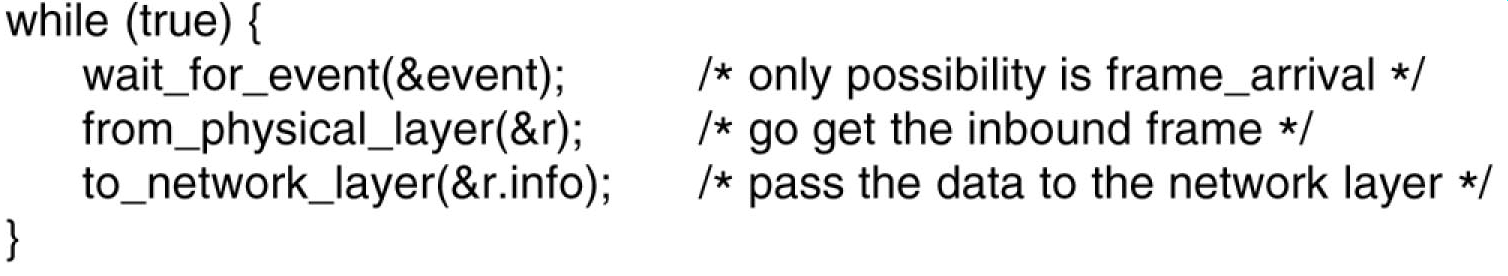 while (true) {
wait_for_event(&event); /* only possibility is frame_arrival */
from_physical_layer(&r); /* go get the inbound frame */
to_network_layer(&r.info); /* pass the data to the network layer */
}